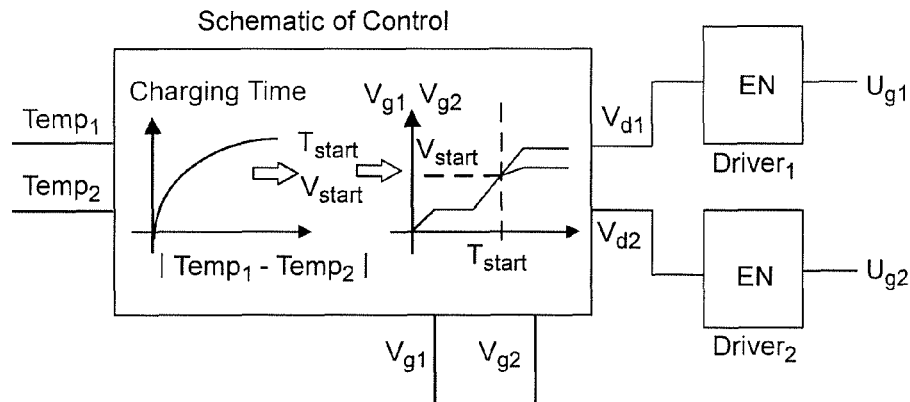 Schematic of Control
Charging Time
Temp1
Temp2
Tstart
Vstart
| Temp1 - Temp2 |
Vg1 Vg2
Vstart
Tstart
Vd1
Vd2
EN
Ug1
Driver1
EN
Ug2
Driver2
Vg1
Vg2